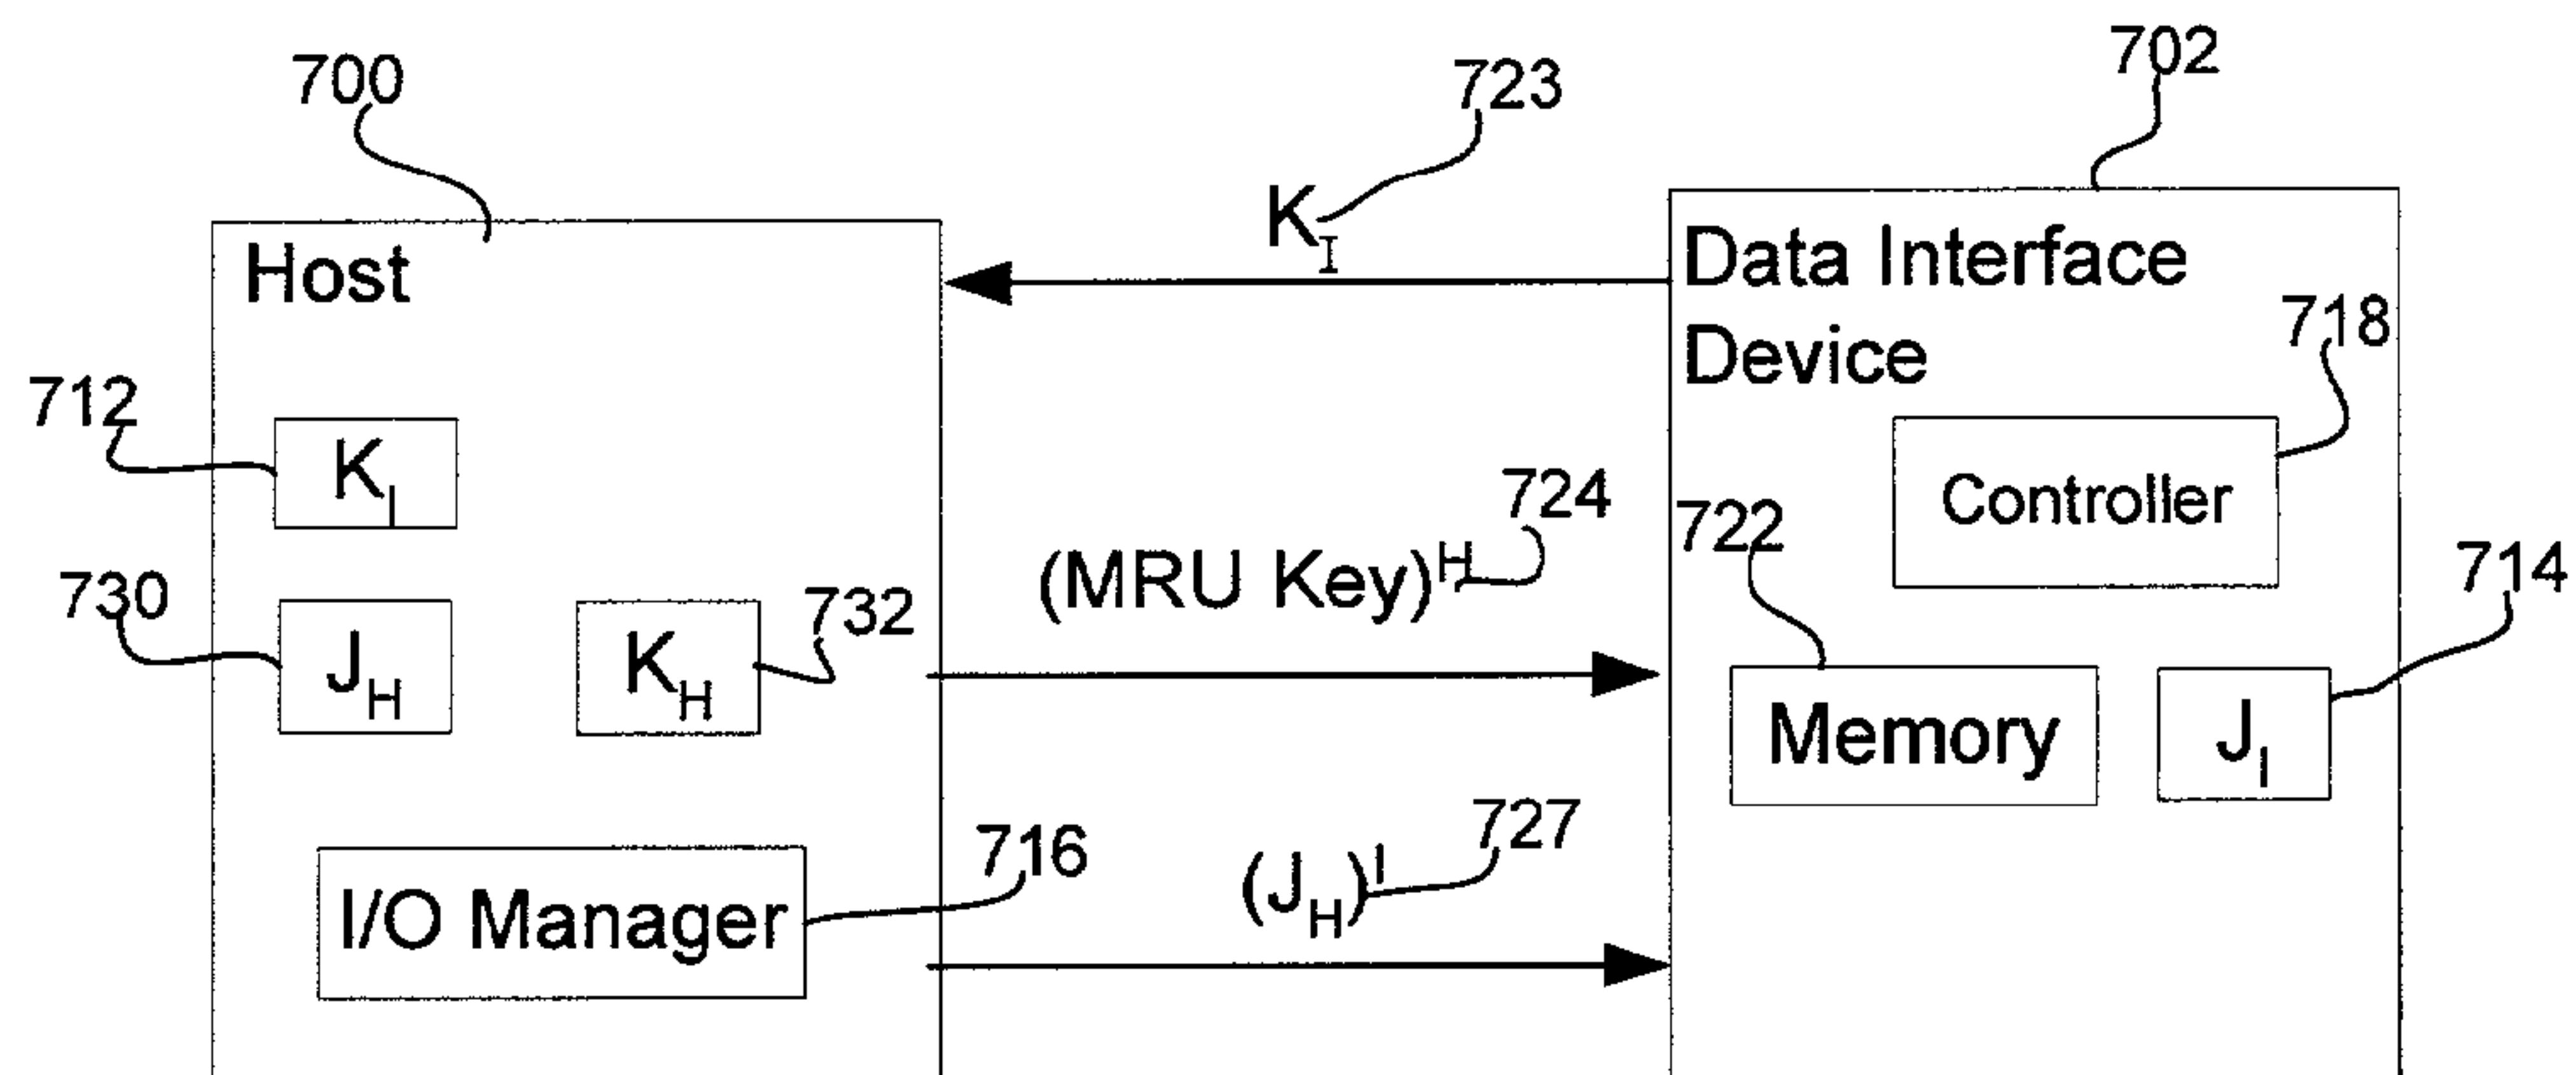 700
723
702
Host
K_I
Data Interface
Device
718
712
K_I
724
(MRU Key)^H
Controller
722
714
730
J_H
732
K_H
Memory
J_I
716
I/O Manager
727
(J_H)^I